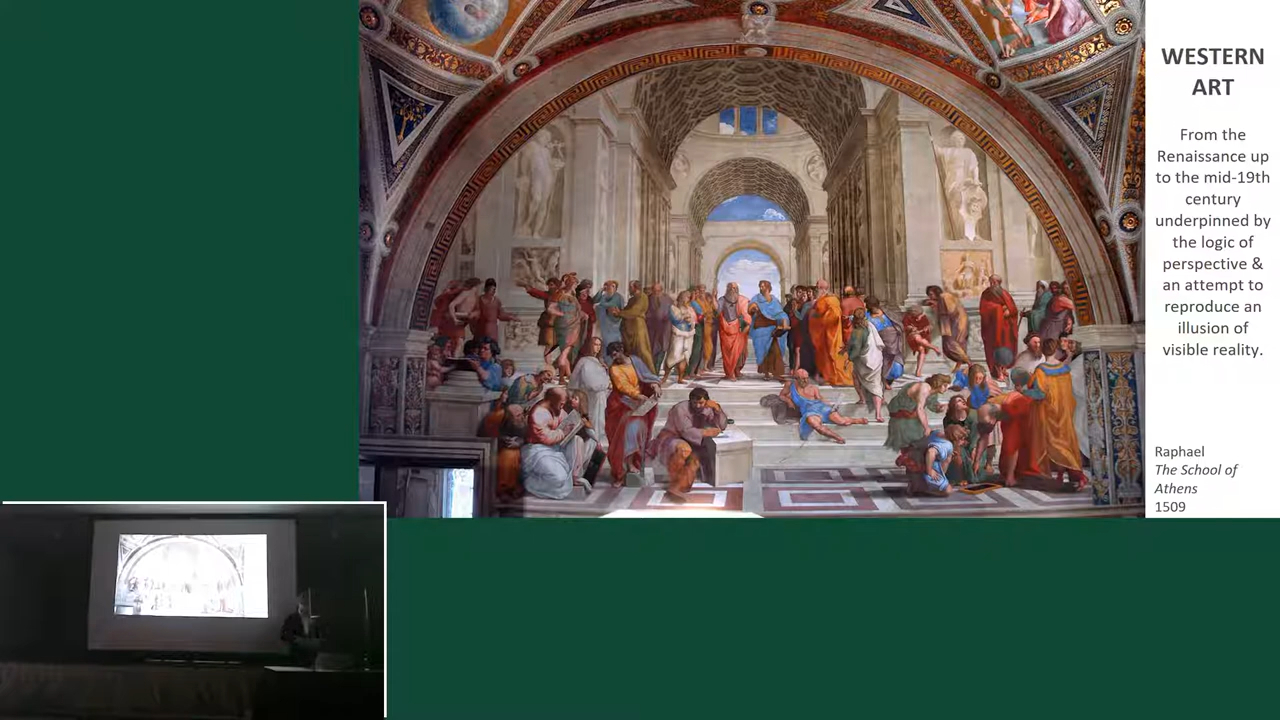 WESTERN
ART
From the
Renaissance up
to the mid-19th
century
underpinned by
the logic of
perspective &
an attempt to
reproduce an
illusion of
visible reality.
Raphael
The School of
Athens
1509